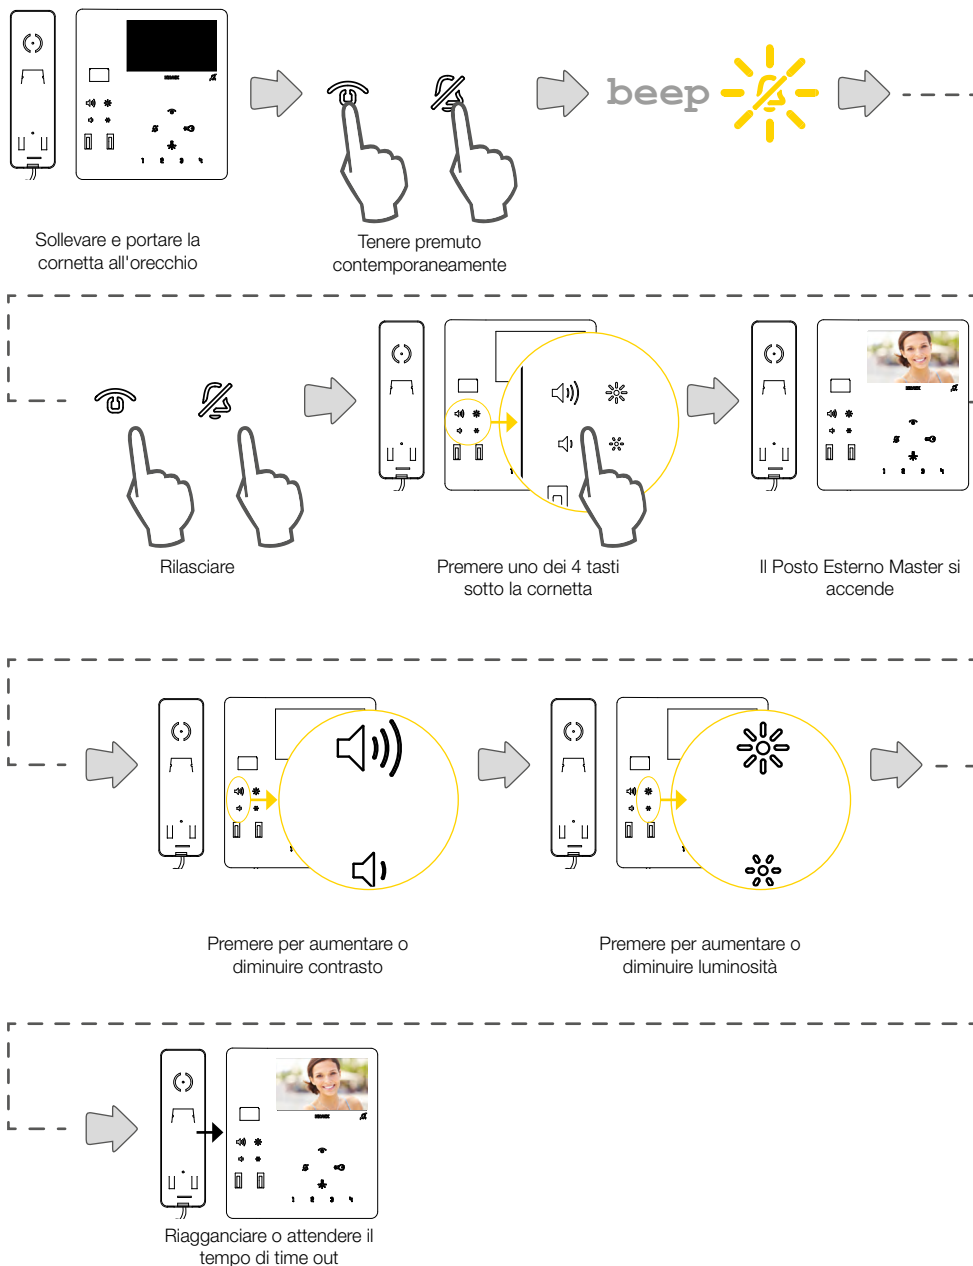 beep
Sollevare e portare la
cornetta all'orecchio
Tenere premuto
contemporaneamente
Rilasciare
Premere uno dei 4 tasti
sotto la cornetta
Il Posto Esterno Master si
accende
Premere per aumentare o
diminuire contrasto
Premere per aumentare o
diminuire luminosità
Riagganciare o attendere il
tempo di time out